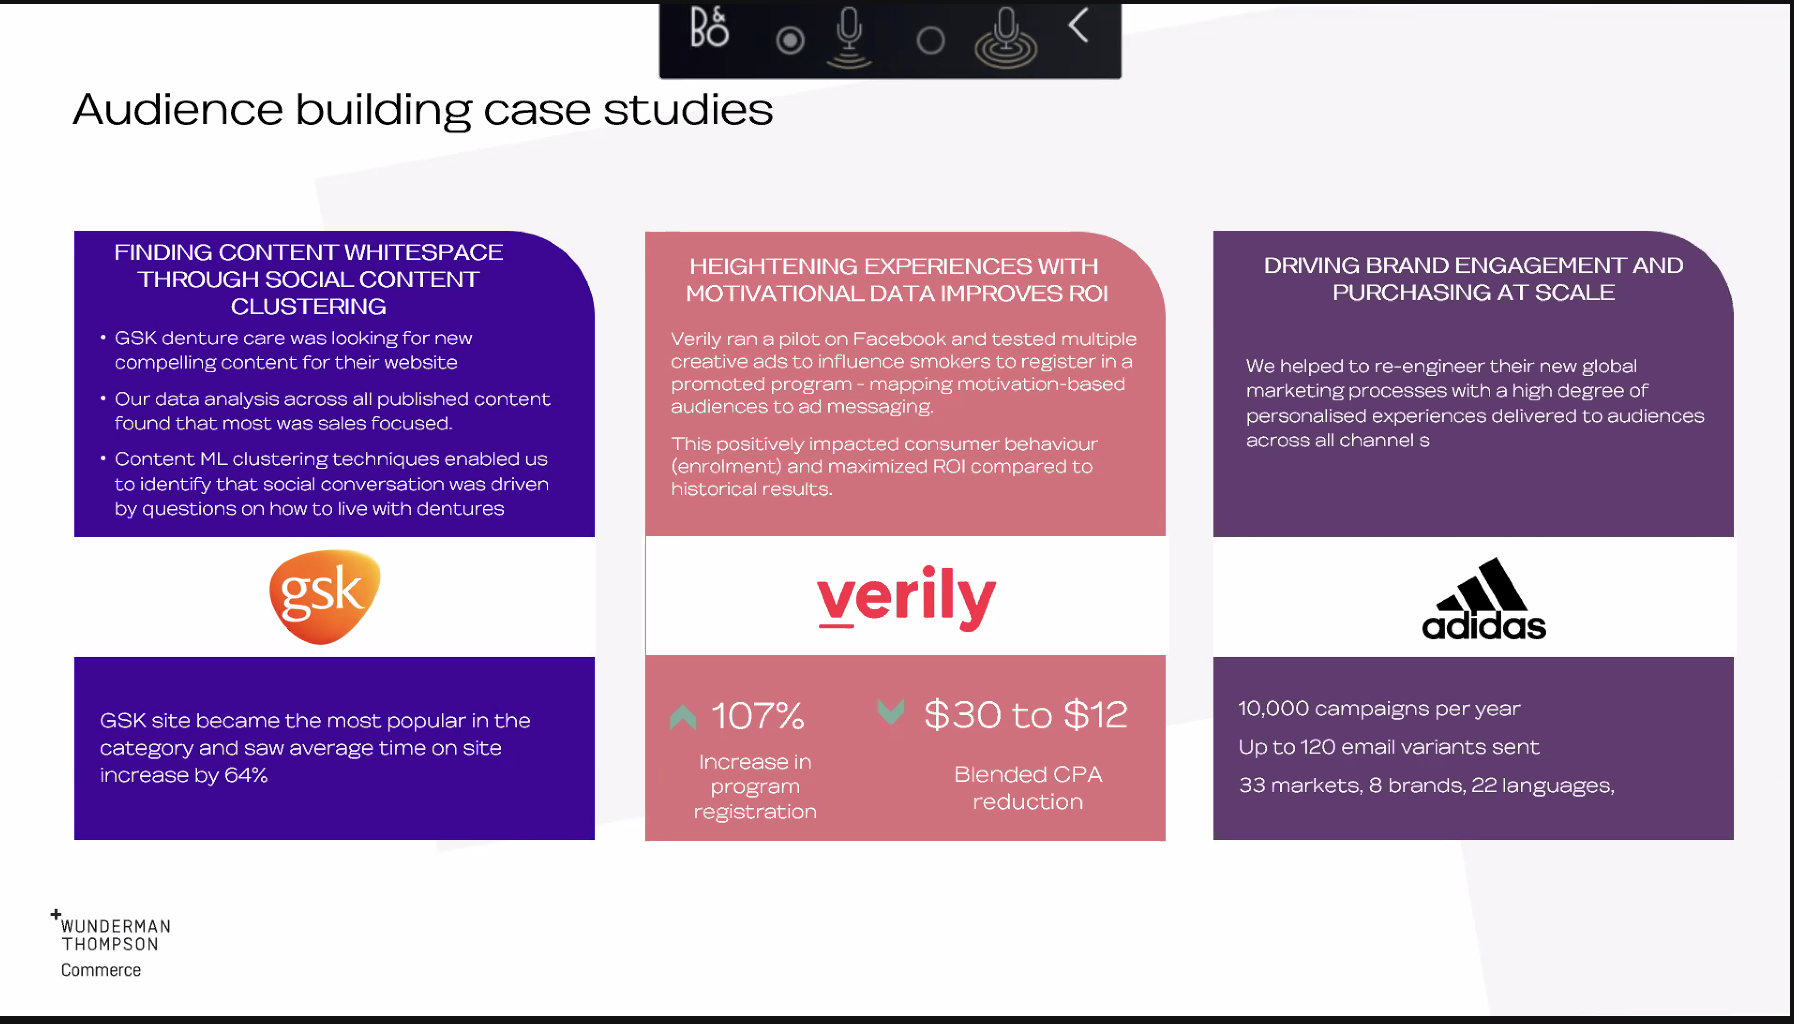 B&O
Audience building case studies
FINDING CONTENT WHITESPACE
THROUGH SOCIAL CONTENT
CLUSTERING
• GSK denture care was looking for new
compelling content for their website
• Our data analysis across all published content
found that most was sales focused.
• Content ML clustering techniques enabled us
to identify that social conversation was driven
by questions on how to live with dentures
gsk
GSK site became the most popular in the
category and saw average time on site
increase by 64%
HEIGHTENING EXPERIENCES WITH
MOTIVATIONAL DATA IMPROVES ROI
Verily ran a pilot on Facebook and tested multiple
creative ads to influence smokers to register in a
promoted program - mapping motivation-based
audiences to ad messaging.
This positively impacted consumer behaviour
(enrolment) and maximized ROI compared to
historical results.
verily
107%
Increase in
program
registration
$30 to $12
Blended CPA
reduction
DRIVING BRAND ENGAGEMENT AND
PURCHASING AT SCALE
We helped to re-engineer their new global
marketing processes with a high degree of
personalised experiences delivered to audiences
across all channel s
adidas
10,000 campaigns per year
Up to 120 email variants sent
33 markets, 8 brands, 22 languages,
+
WUNDERMAN
THOMPSON
Commerce